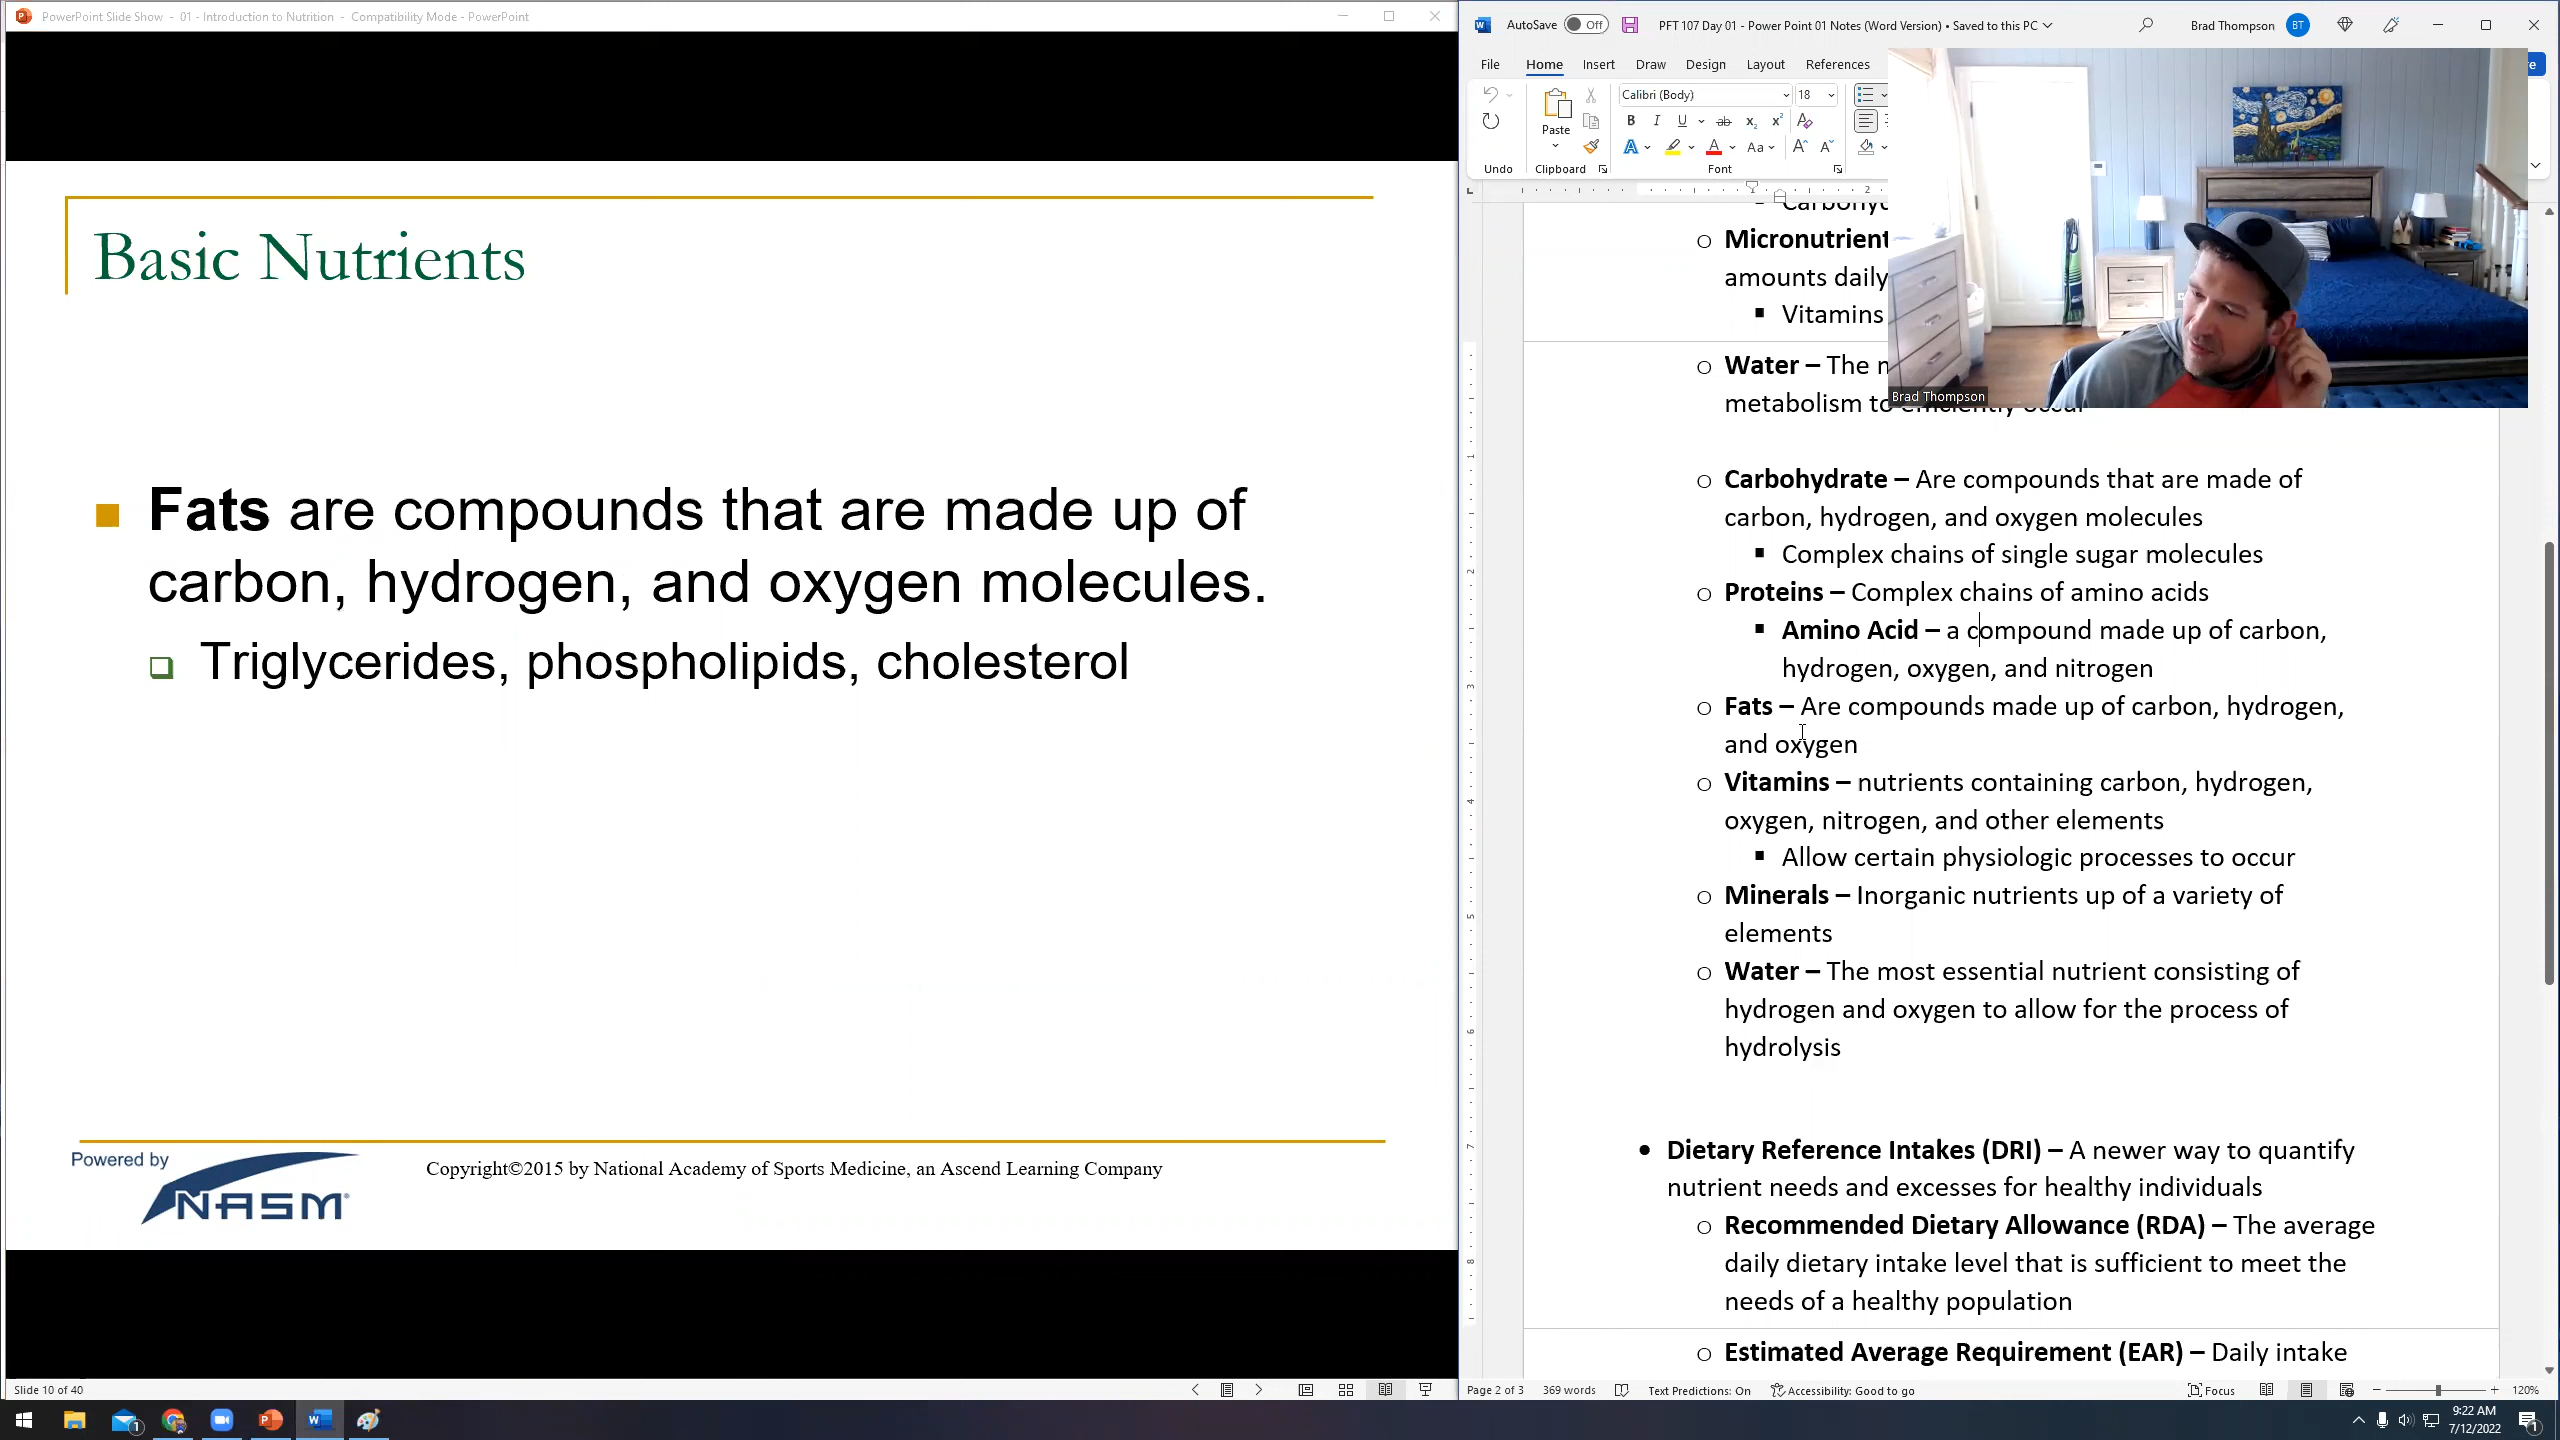 PowerPoint Slide Show - 01 - Introduction to Nutrition - Compatibility Mode - PowerPoint
Basic Nutrients
Fats are compounds that are made up of
carbon, hydrogen, and oxygen molecules.
Triglycerides, phospholipids, cholesterol
Powered by
NASM
Copyright©2015 by National Academy of Sports Medicine, an Ascend Learning Company
Slide 10 of 40
AutoSave Off
PFT 107 Day 01 - Power Point 01 Notes (Word Version) • Saved to this PC
Brad Thompson BT
File Home Insert Draw Design Layout References
Calibri (Body) 18
Paste
Undo Clipboard Font
2
Micronutrient
amounts daily
Vitamins
Water – The
metabolism to efficiently occur
Brad Thompson
Carbohydrate – Are compounds that are made of
carbon, hydrogen, and oxygen molecules
Complex chains of single sugar molecules
Proteins – Complex chains of amino acids
Amino Acid – a compound made up of carbon,
hydrogen, oxygen, and nitrogen
Fats – Are compounds made up of carbon, hydrogen,
and oxygen
Vitamins – nutrients containing carbon, hydrogen,
oxygen, nitrogen, and other elements
Allow certain physiologic processes to occur
Minerals – Inorganic nutrients up of a variety of
elements
Water – The most essential nutrient consisting of
hydrogen and oxygen to allow for the process of
hydrolysis
Dietary Reference Intakes (DRI) – A newer way to quantify
nutrient needs and excesses for healthy individuals
Recommended Dietary Allowance (RDA) – The average
daily dietary intake level that is sufficient to meet the
needs of a healthy population
Estimated Average Requirement (EAR) – Daily intake
Page 2 of 3 369 words Text Predictions: On Accessibility: Good to go Focus 120%
9:22 AM
7/12/2022